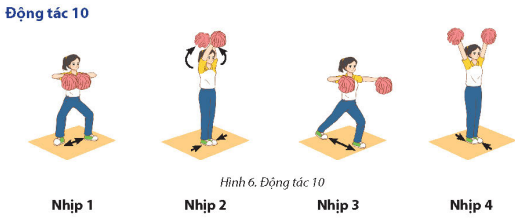 Động tác 10
Hình 6. Động tác 10
Nhịp 1 Nhịp 2 Nhịp 3 Nhịp 4